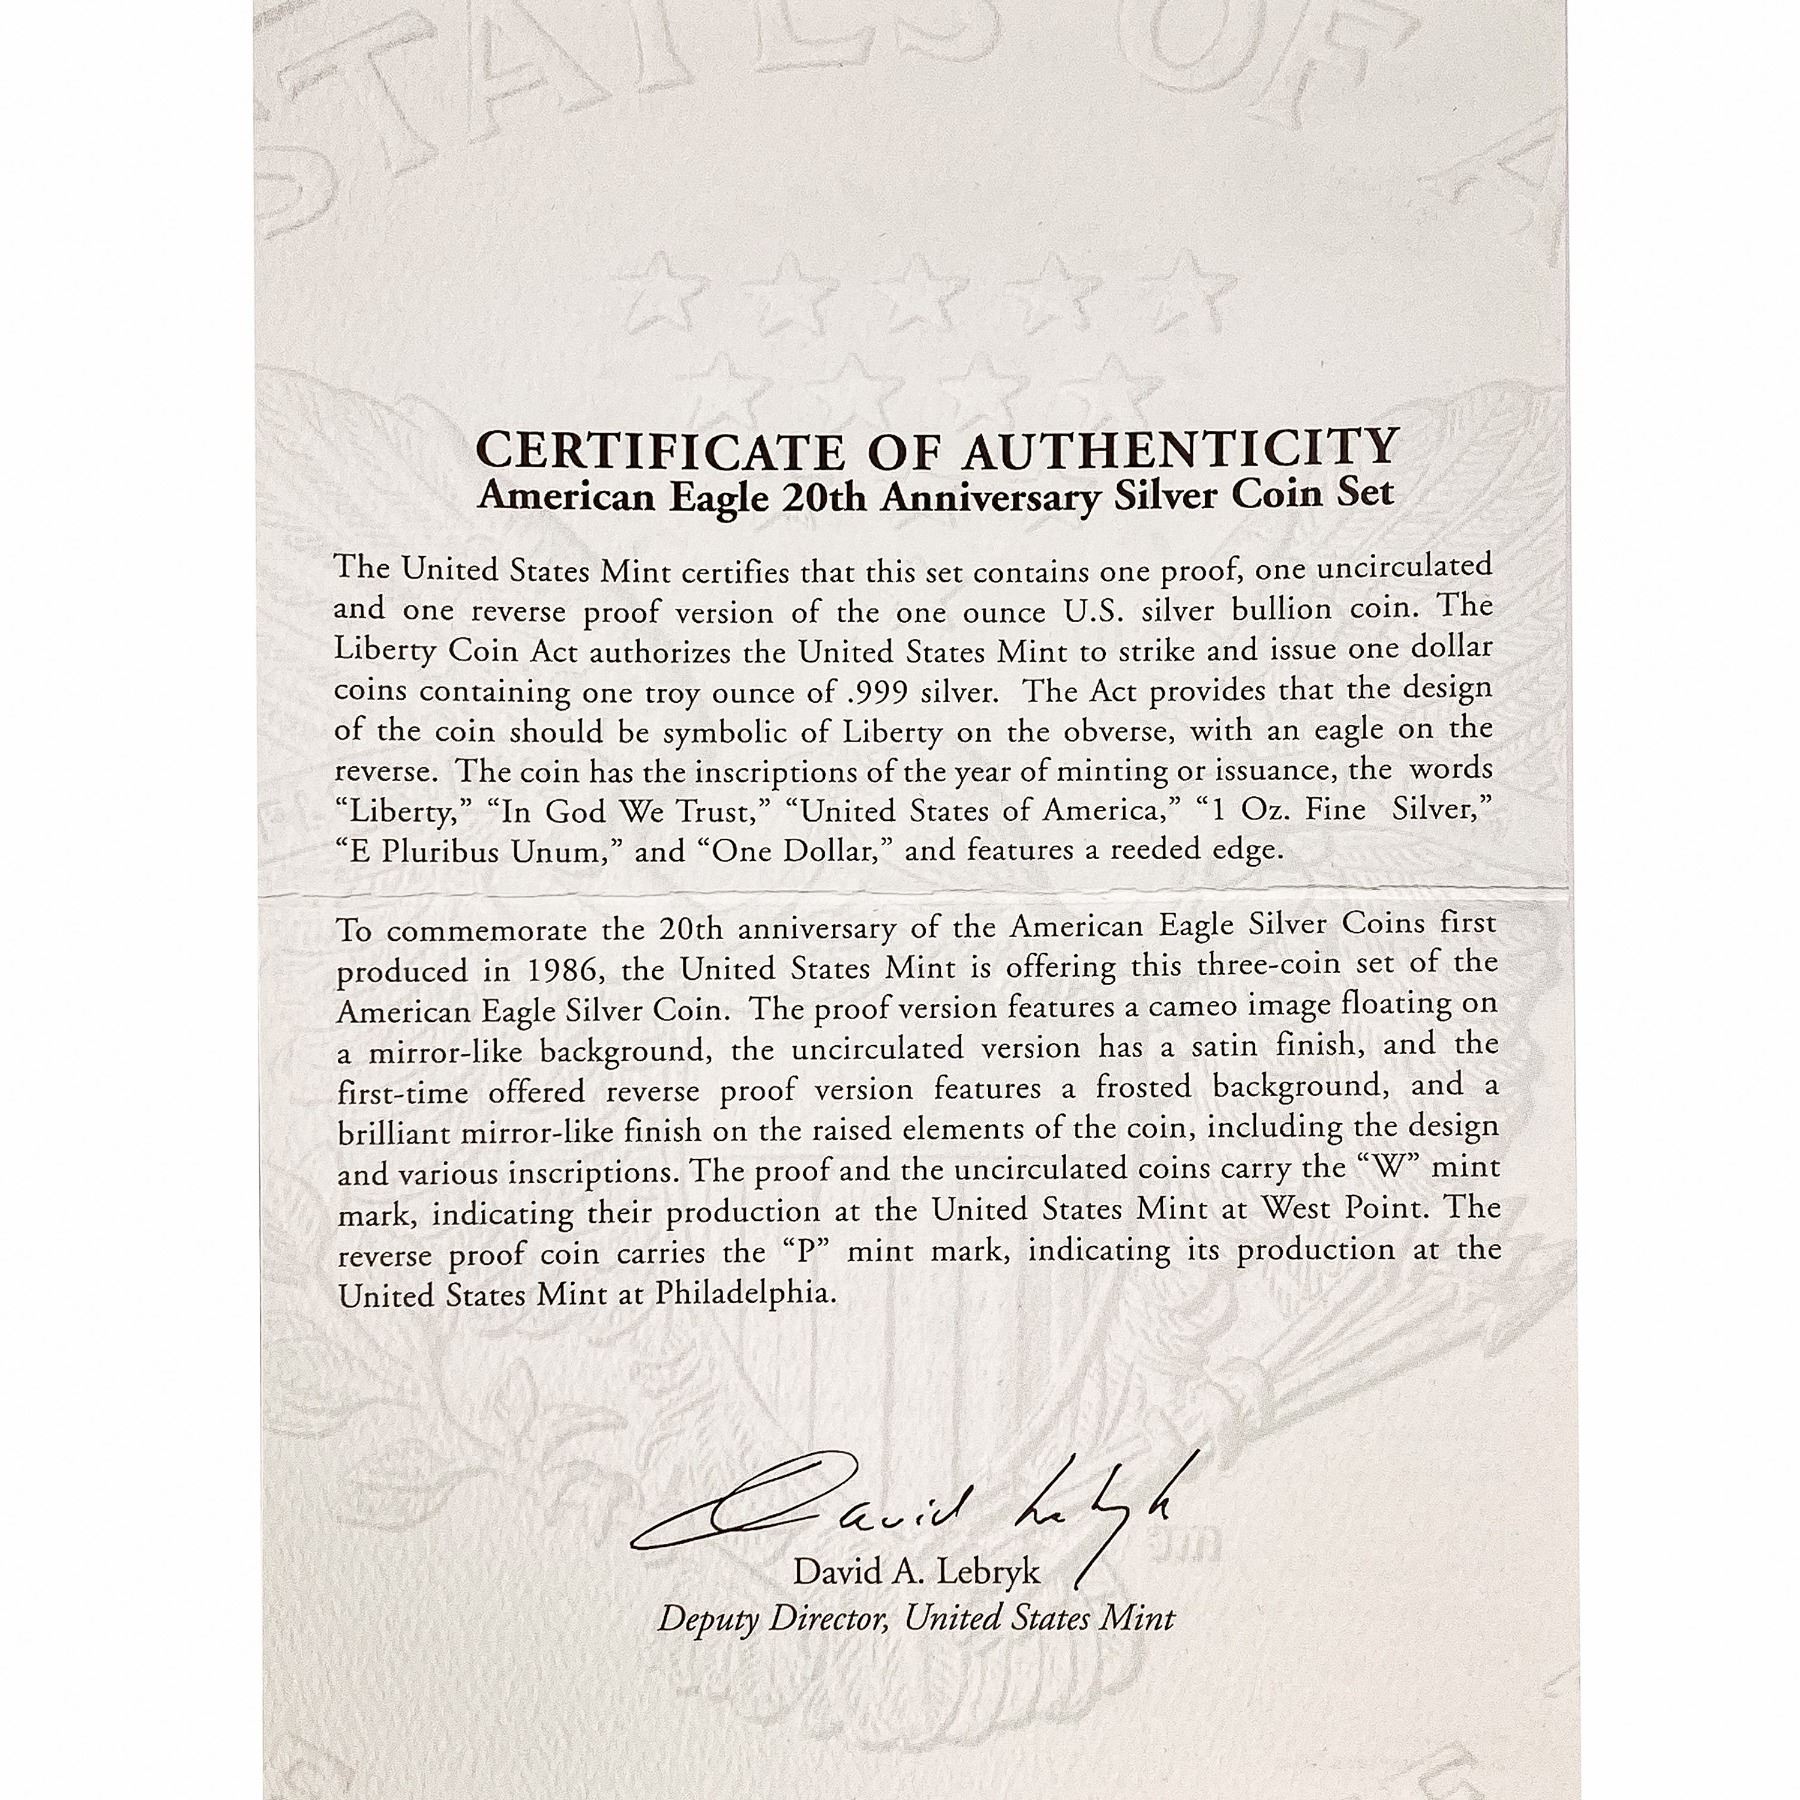 STATES OF A
CERTIFICATE OF AUTHENTICITY
American Eagle 20th Anniversary Silver Coin Set
The United States Mint certifies that this set contains one proof, one uncirculated
and one reverse proof version of the one ounce U.S. silver bullion coin. The
Liberty Coin Act authorizes the United States Mint to strike and issue one dollar
coins containing one troy ounce of .999 silver. The Act provides that the design
of the coin should be symbolic of Liberty on the obverse, with an eagle on the
reverse. The coin has the inscriptions of the year of minting or issuance, the words
“Liberty,” “In God We Trust,” “United States of America,” “1 Oz. Fine Silver,”
“E Pluribus Unum,” and “One Dollar,” and features a reeded edge.
To commemorate the 20th anniversary of the American Eagle Silver Coins first
produced in 1986, the United States Mint is offering this three-coin set of the
American Eagle Silver Coin. The proof version features a cameo image floating on
a mirror-like background, the uncirculated version has a satin finish, and the
first-time offered reverse proof version features a frosted background, and a
brilliant mirror-like finish on the raised elements of the coin, including the design
and various inscriptions. The proof and the uncirculated coins carry the “W” mint
mark, indicating their production at the United States Mint at West Point. The
reverse proof coin carries the “P” mint mark, indicating its production at the
United States Mint at Philadelphia.
David Lebryk
David A. Lebryk
Deputy Director, United States Mint